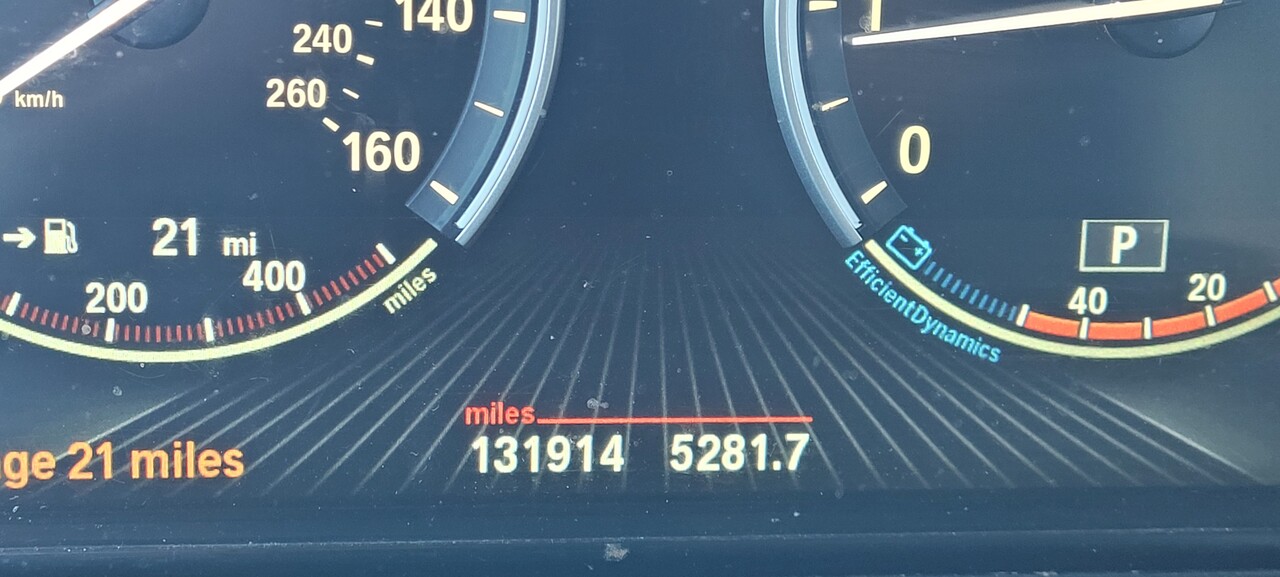 140
240
260
160
km/h
1
0
→ 21 mi
200 400
miles
P
40 20
EfficientDynamics
miles
131914 5281.7
ge 21 miles